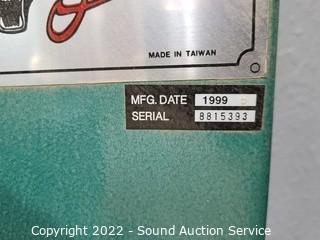 MADE IN TAIWAN
MFG. DATE 1999
SERIAL 8815393
Copyright 2022 - Sound Auction Service